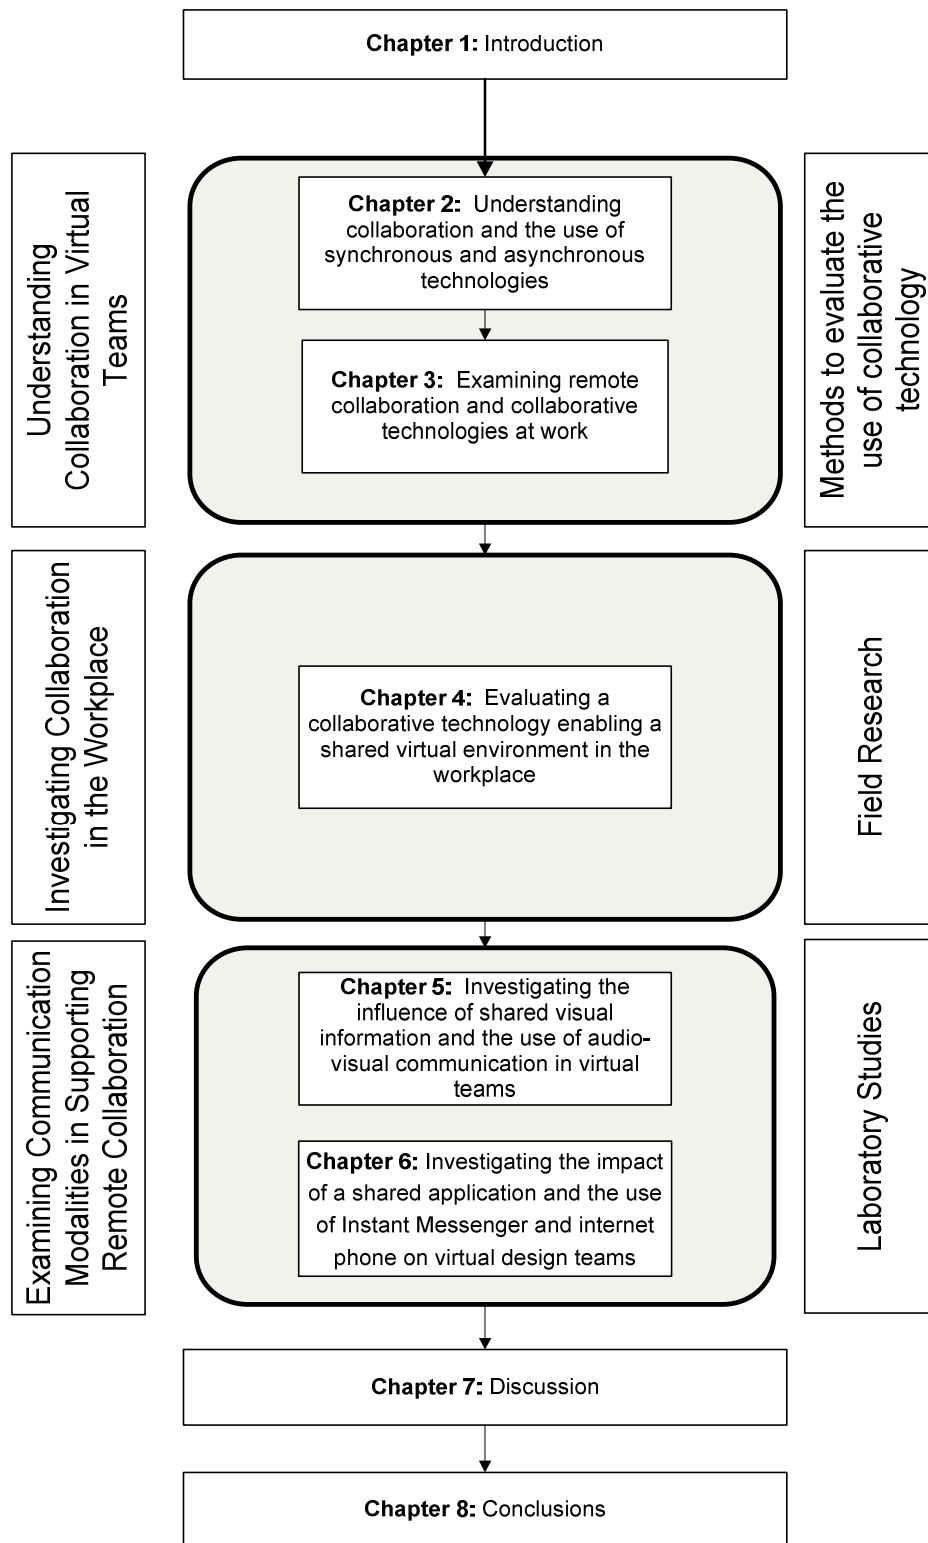 Chapter 1: Introduction
Understanding
Collaboration in Virtual
Teams
Chapter 2: Understanding
collaboration and the use of
synchronous and asynchronous
technologies
Chapter 3: Examining remote
collaboration and collaborative
technologies at work
Methods to evaluate the
use of collaborative
technology
Investigating Collaboration
in the Workplace
Chapter 4: Evaluating a
collaborative technology enabling a
shared virtual environment in the
workplace
Field Research
Examining Communication
Modalities in Supporting
Remote Collaboration
Chapter 5: Investigating the
influence of shared visual
information and the use of audio-
visual communication in virtual
teams
Chapter 6: Investigating the impact
of a shared application and the use
of Instant Messenger and internet
phone on virtual design teams
Laboratory Studies
Chapter 7: Discussion
Chapter 8: Conclusions